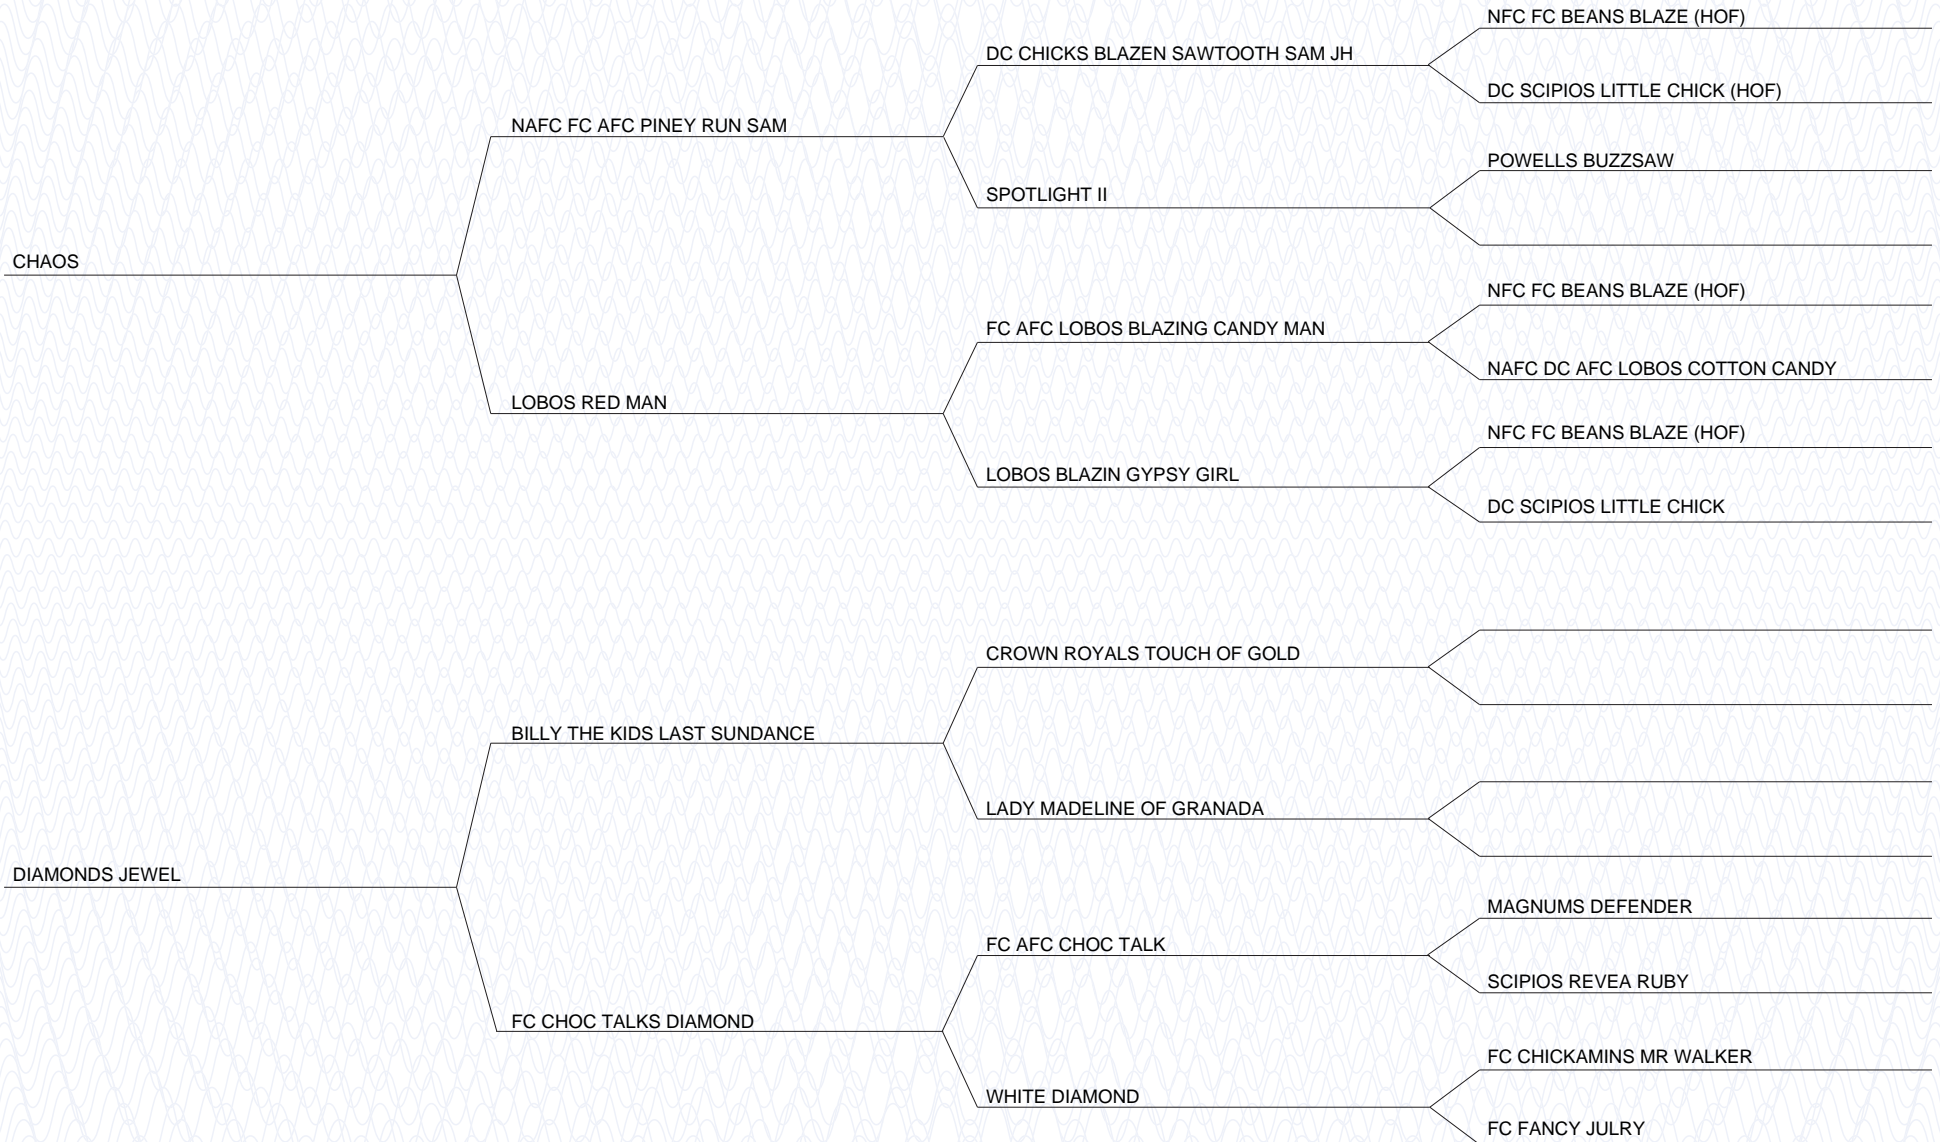 NFC FC BEANS BLAZE (HOF)
DC CHICKS BLAZEN SAWTOOTH SAM JH
DC SCIPIOS LITTLE CHICK (HOF)
NAFC FC AFC PINEY RUN SAM
POWELLS BUZZSAW
SPOTLIGHT II
CHAOS
NFC FC BEANS BLAZE (HOF)
FC AFC LOBOS BLAZING CANDY MAN
NAFC DC AFC LOBOS COTTON CANDY
LOBOS RED MAN
NFC FC BEANS BLAZE (HOF)
LOBOS BLAZIN GYPSY GIRL
DC SCIPIOS LITTLE CHICK
CROWN ROYALS TOUCH OF GOLD
BILLY THE KIDS LAST SUNDANCE
LADY MADELINE OF GRANADA
DIAMONDS JEWEL
MAGNUMS DEFENDER
FC AFC CHOC TALK
SCIPIOS REVEA RUBY
FC CHOC TALKS DIAMOND
FC CHICKAMINS MR WALKER
WHITE DIAMOND
FC FANCY JULRY